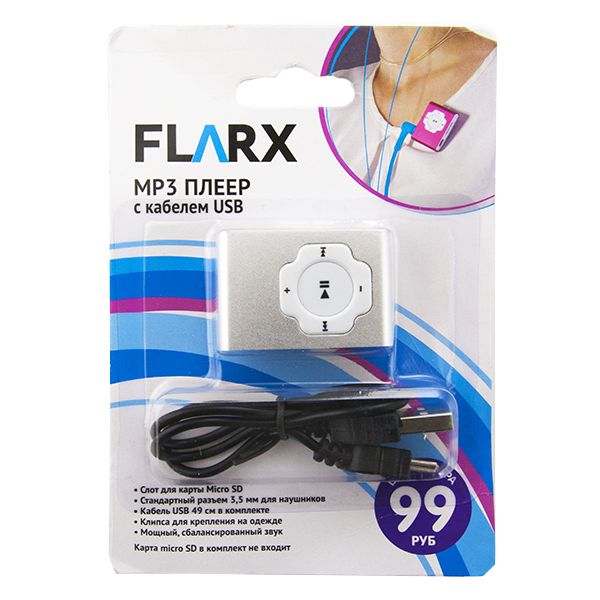 FLARX
MP3 ПЛЕЕР
с кабелем USB
+
-
• Слот для карты Micro SD
• Стандартный разъем 3,5 мм для наушников
• Кабель USB 49 см в комплекте
• Клипса для крепления на одежде
• Мощный, сбалансированный звук
Карта micro SD в комплект не входит
99
РУБ